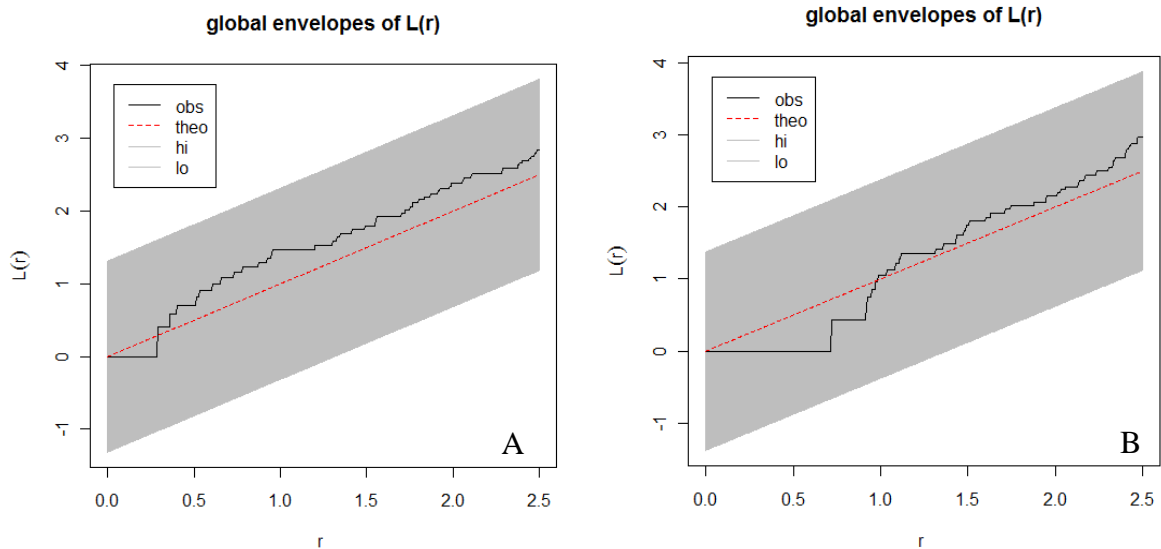 global envelopes of L(r)
obs
theo
hi
lo
4
3
2
1
0
-1
L(r)
0.0 0.5 1.0 1.5 2.0 2.5
r
A
global envelopes of L(r)
obs
theo
hi
lo
4
3
2
1
0
-1
L(r)
0.0 0.5 1.0 1.5 2.0 2.5
r
B